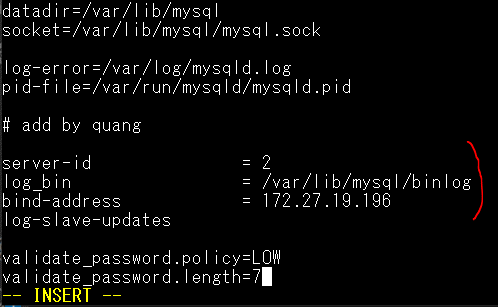 datadir=/var/lib/mysql
socket=/var/lib/mysql/mysql.sock
log-error=/var/log/mysqld.log
pid-file=/var/run/mysqld/mysqld.pid
# add by quang
server-id = 2
log_bin = /var/lib/mysql/binlog
bind-address = 172.27.19.196
log-slave-updates
validate_password.policy=LOW
validate_password.length=7
-- INSERT --